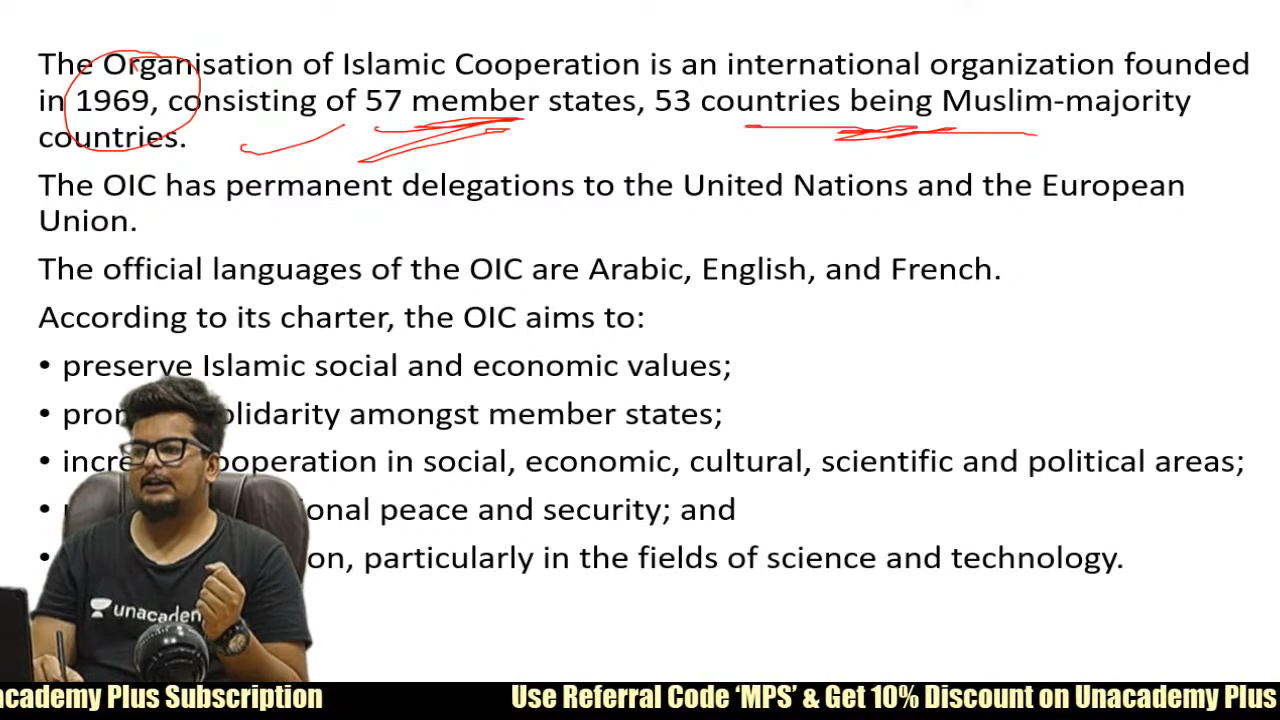 The Organisation of Islamic Cooperation is an international organization founded
in 1969, consisting of 57 member states, 53 countries being Muslim-majority
countries.
The OIC has permanent delegations to the United Nations and the European
Union.
The official languages of the OIC are Arabic, English, and French.
According to its charter, the OIC aims to:
• preserve Islamic social and economic values;
• olidarity amongst member states;
• ooperation in social, economic, cultural, scientific and political areas;
• onal peace and security; and
• on, particularly in the fields of science and technology.
unacaden
nacademy Plus Subscription Use Referral Code ‘MPS’ & Get 10% Discount on Unacademy Plus